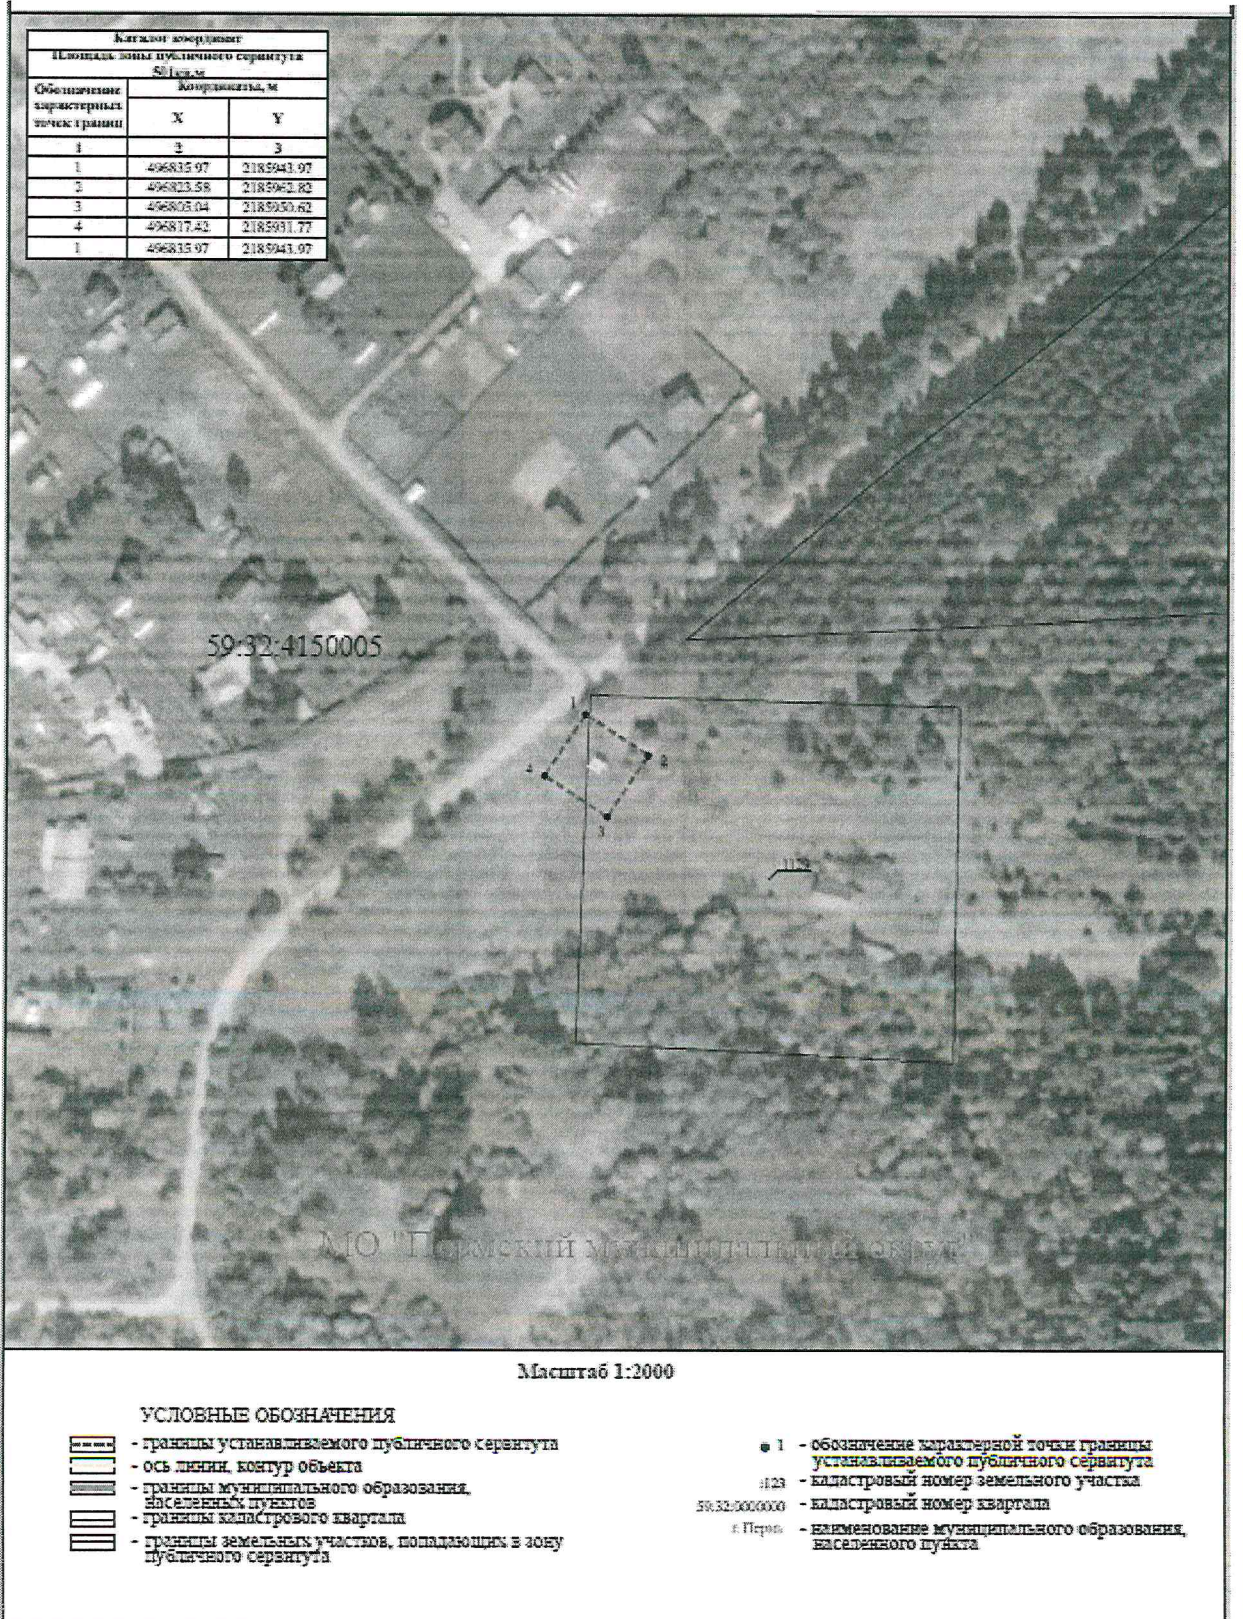 Каталог координат
Площадь зоны публичного сервитута
501 кв.м
Обозначение характерных точек границ
Координаты, м
X Y
1 2 3
1 496835.97 2185943.97
2 496823.58 2185962.82
3 496805.04 2185950.62
4 496817.42 2185931.77
1 496835.97 2185943.97
59:32:4150005
1
2
4
3
МО "Пермский муниципальный округ"
Масштаб 1:2000
УСЛОВНЫЕ ОБОЗНАЧЕНИЯ
- границы устанавливаемого публичного сервитута
- ось линии, контур объекта
- границы муниципального образования,
населенных пунктов
- границы кадастрового квартала
- границы земельных участков, попадающих в зону
публичного сервитута
1 - обозначение характерной точки границы
устанавливаемого публичного сервитута
:123 - кадастровый номер земельного участка
59:32:0000000 - кадастровый номер квартала
г. Пермь - наименование муниципального образования,
населенного пункта